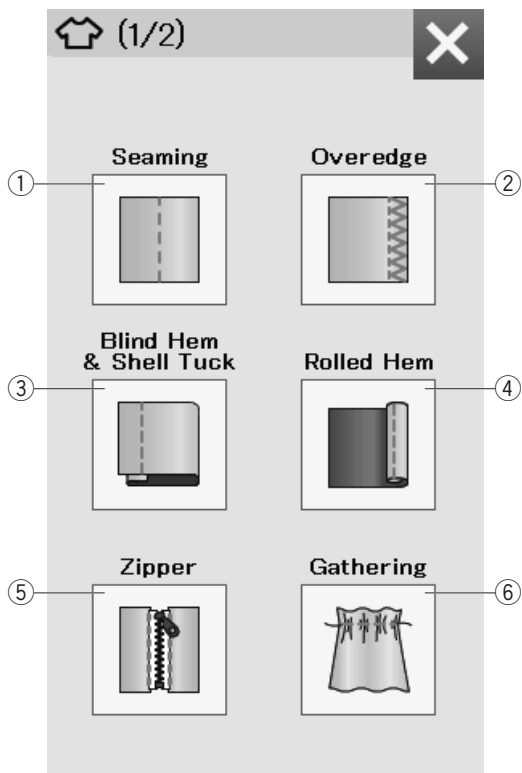 (1/2)
Seaming
Overedge
①
②
Blind Hem
& Shell Tuck
Rolled Hem
③
④
Zipper
Gathering
⑤
⑥